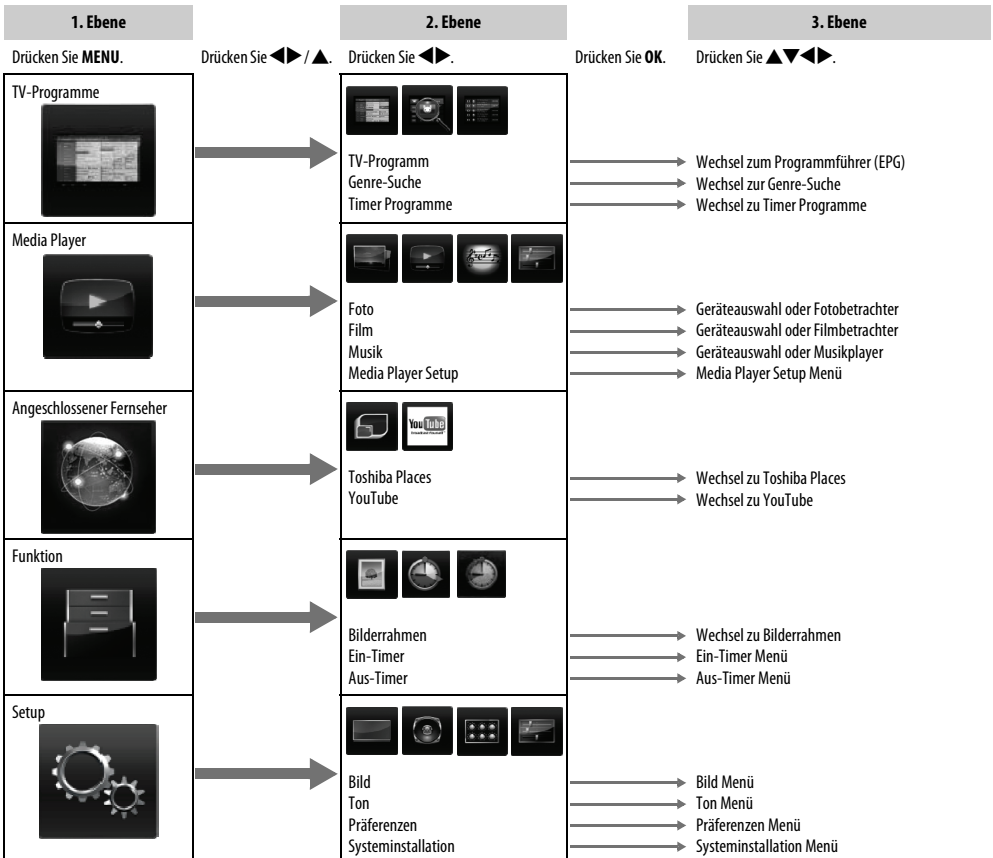 1. Ebene
2. Ebene
3. Ebene
Drücken Sie MENU.
Drücken Sie ◀▶ / ▲.
Drücken Sie ◀▶.
Drücken Sie OK.
Drücken Sie ▲▼◀▶.
TV-Programme
TV-Programm
Wechsel zum Programmführer (EPG)
Genre-Suche
Wechsel zur Genre-Suche
Timer Programme
Wechsel zu Timer Programme
Media Player
Foto
Geräteauswahl oder Fotobetrachter
Film
Geräteauswahl oder Filmbetrachter
Musik
Geräteauswahl oder Musikplayer
Media Player Setup
Media Player Setup Menü
Angeschlossener Fernseher
You Tube
Toshiba Places
Wechsel zu Toshiba Places
YouTube
Wechsel zu YouTube
Funktion
Bilderrahmen
Wechsel zu Bilderrahmen
Ein-Timer
Ein-Timer Menü
Aus-Timer
Aus-Timer Menü
Setup
Bild
Bild Menü
Ton
Ton Menü
Präferenzen
Präferenzen Menü
Systeminstallation
Systeminstallation Menü